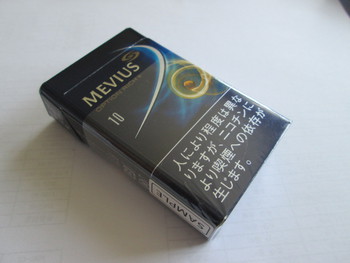 MEVIUS
10
人により程度は異な
りますが、ニコチンに
より喫煙への依存が
生じます。
SAMPLE